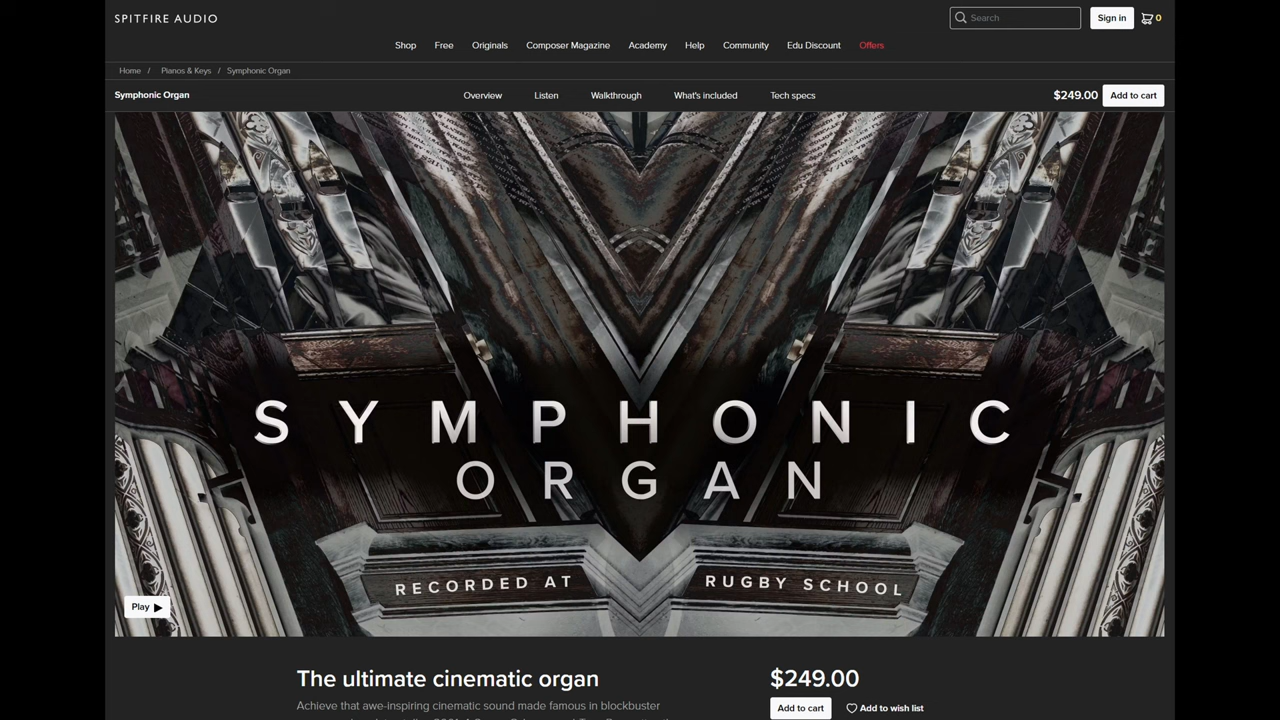 SPITFIRE AUDIO
Search
Sign in
0
Shop Free Originals Composer Magazine Academy Help Community Edu Discount Offers
Home / Pianos & Keys / Symphonic Organ
Symphonic Organ
Overview Listen Walkthrough What's included Tech specs
$249.00 Add to cart
SYMPHONIC
ORGAN
RECORDED AT RUGBY SCHOOL
Play
The ultimate cinematic organ
$249.00
Achieve that awe-inspiring cinematic sound made famous in blockbuster
Add to cart Add to wish list